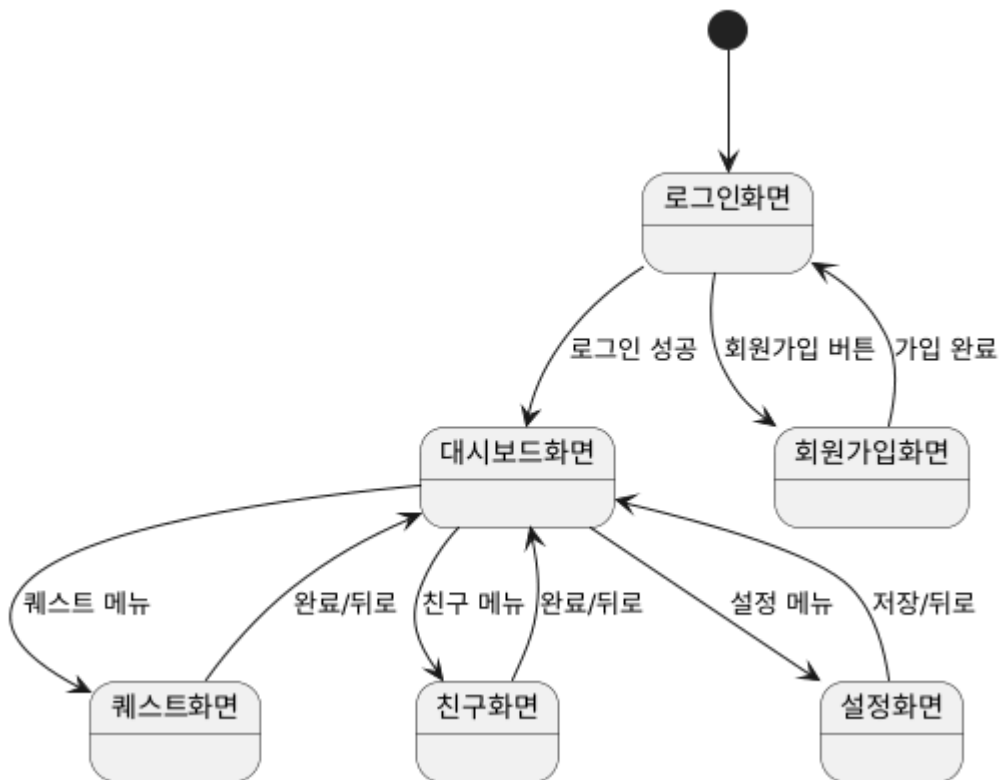 로그인화면
로그인 성공
회원가입 버튼
가입 완료
대시보드화면
회원가입화면
퀘스트 메뉴
완료/뒤로
친구 메뉴
완료/뒤로
설정 메뉴
저장/뒤로
퀘스트화면
친구화면
설정화면